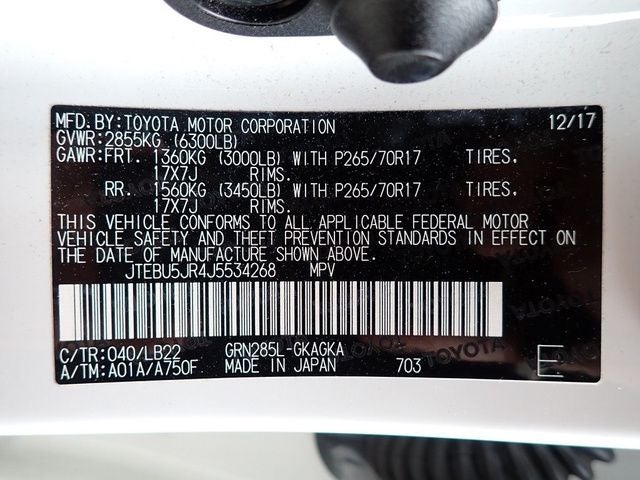 MFD.BY:TOYOTA MOTOR CORPORATION 12/17
GVWR:2855KG (6300LB)
GAWR:FRT. 1360KG (3000LB) WITH P265/70R17 TIRES.
17X7J RIMS.
RR. 1560KG (3450LB) WITH P265/70R17 TIRES.
17X7J RIMS.
THIS VEHICLE CONFORMS TO ALL APPLICABLE FEDERAL MOTOR
VEHICLE SAFETY AND THEFT PREVENTION STANDARDS IN EFFECT ON
THE DATE OF MANUFACTURE SHOWN ABOVE.
JTEBU5JR4J5534268 MPV
C/TR:040/LB22 GRN285L-GKAGKA
A/TM:A01A/A750F MADE IN JAPAN 703 E